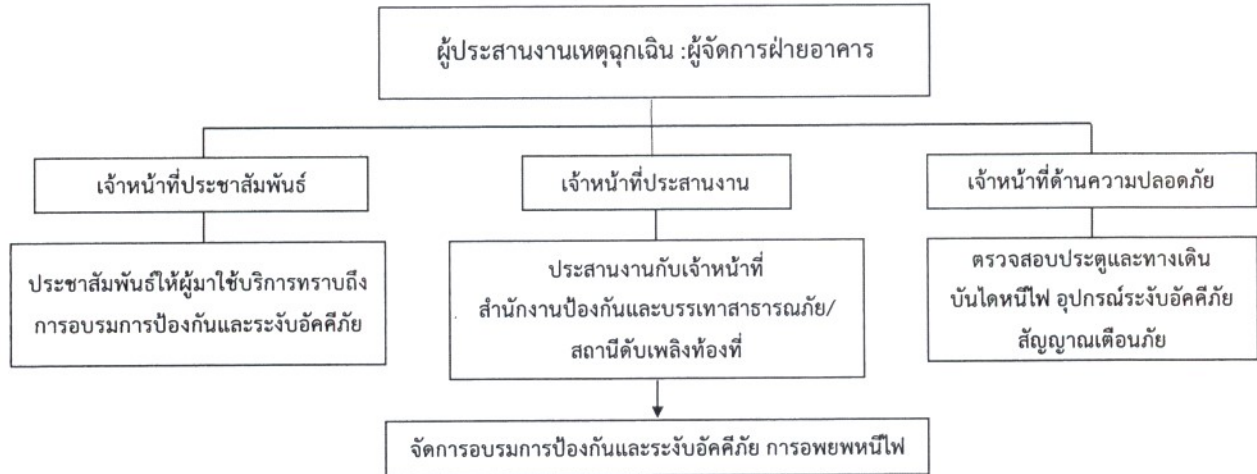 ผู้ประสานงานเหตุฉุกเฉิน :ผู้จัดการฝ่ายอาคาร
เจ้าหน้าที่ประชาสัมพันธ์
เจ้าหน้าที่ประสานงาน
เจ้าหน้าที่ด้านความปลอดภัย
ประชาสัมพันธ์ให้ผู้มาใช้บริการทราบถึง
การอบรมการป้องกันและระงับอัคคีภัย
ประสานงานกับเจ้าหน้าที่
สำนักงานป้องกันและบรรเทาสาธารณภัย/
สถานีดับเพลิงท้องที่
ตรวจสอบประตูและทางเดิน
บันไดหนีไฟ อุปกรณ์ระงับอัคคีภัย
สัญญาณเตือนภัย
จัดการอบรมการป้องกันและระงับอัคคีภัย การอพยพหนีไฟ